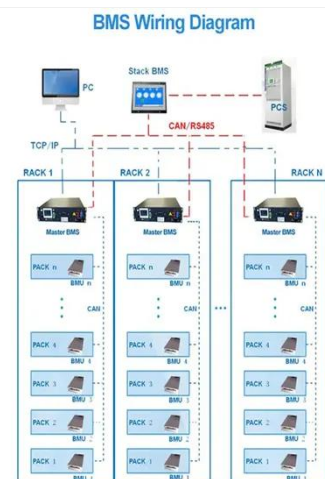 BMS Wiring Diagram
Stack BMS
PC
PCS
CAN/RS485
TCP/IP
RACK 1
RACK 2
RACK N
Master BMS
Master BMS
Master BMS
PACK n
BMU n
PACK n
BMU n
PACK n
BMU n
CAN
CAN
CAN
PACK 4
BMU 4
PACK 4
BMU 4
PACK 4
BMU 4
PACK 3
BMU 3
PACK 3
BMU 3
PACK 3
BMU 3
PACK 2
BMU 2
PACK 2
BMU 2
PACK 2
BMU 2
PACK 1
PACK 1
PACK 1